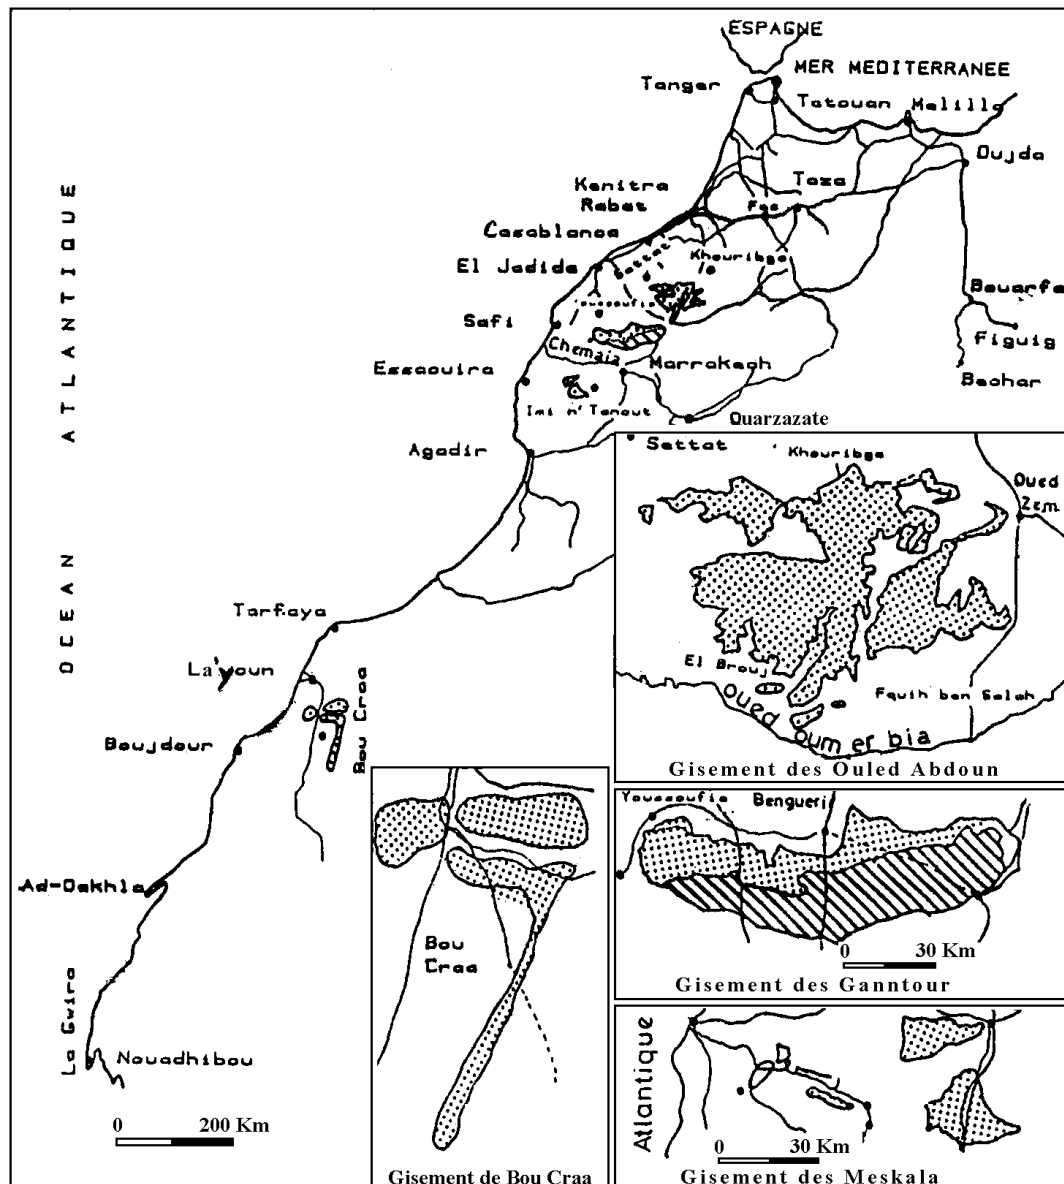 ESPAGNE
MER MEDITERRANEE
Tanger
Tatouan
Melilla
Oujda
Taza
Kenitra
Rabat
Fes
Casablanca
Settat
Khouribga
El Jadida
Youssoufia
Bouarfa
Safi
Chemaia
Figuig
Marrakech
Essaouira
Bechar
Imi n'Tanout
Quarzazate
Agadir
OCEAN ATLANTIQUE
Tarfaya
La'youn
Bou Craa
Boujdour
Ad-Dakhla
La Gwira
Nouadhibou
0 200 Km
Settat
Khouribga
Oued
Zem
El Brouj
Fquih ben Salah
oued oum er bia
Gisement des Ouled Abdoun
Youssoufia
Benguerir
0 30 Km
Gisement des Ganntour
Bou
Craa
Gisement de Bou Craa
Atlantique
0 30 Km
Gisement des Meskala